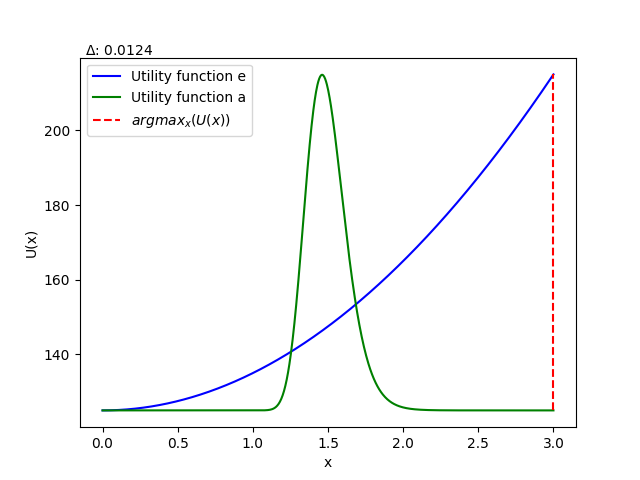 Δ: 0.0124
Utility function e
Utility function a
argmaxₓ(U(x))
200
180
160
140
U(x)
0.0 0.5 1.0 1.5 2.0 2.5 3.0
x